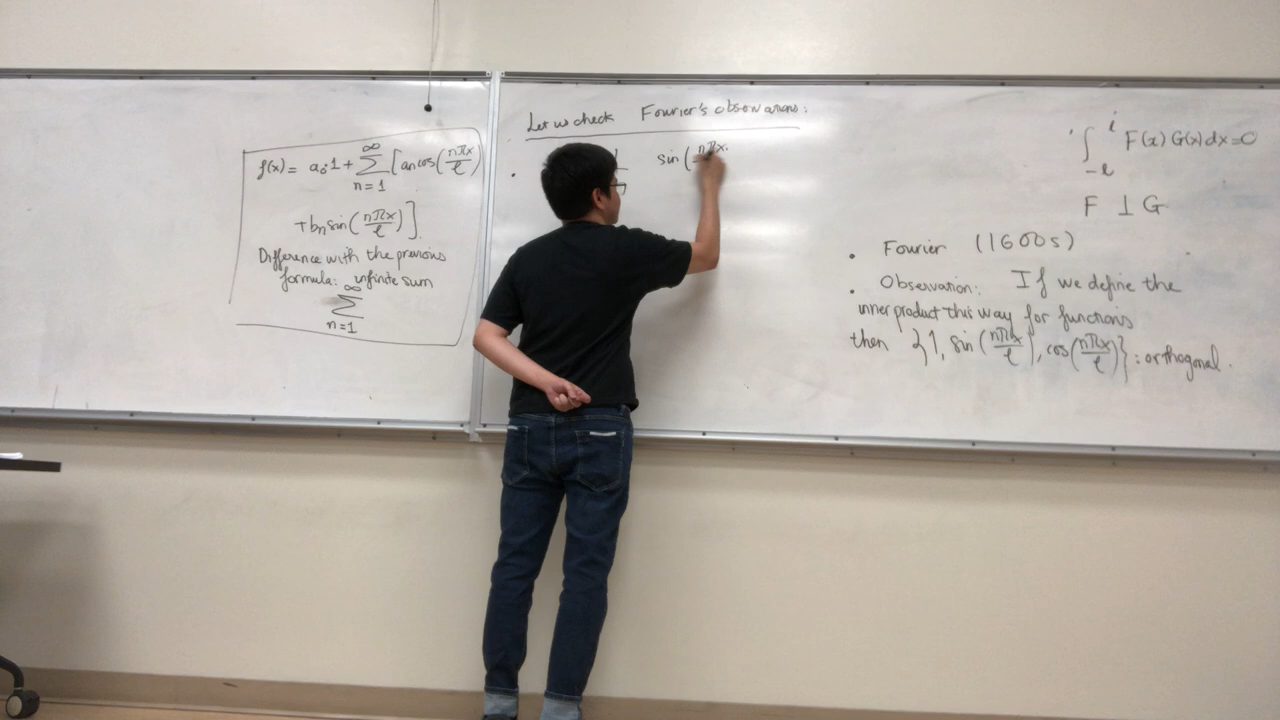 f(x) = a₀·1 + ∞∑n=1 [aₙcos(nπx/ℓ)
+ bₙ sin(nπx/ℓ)].
Difference with the previous
formula: infinite sum
∞∑n=1
Let us check Fourier's observations:
sin(nπx
∫ F(x) G(x) dx = 0
-ℓ
F ⊥ G
• Fourier (1600s)
• Observation: If we define the
inner product this way for functions
then {1, sin(nπx/ℓ), cos(nπx/ℓ)}: orthogonal.